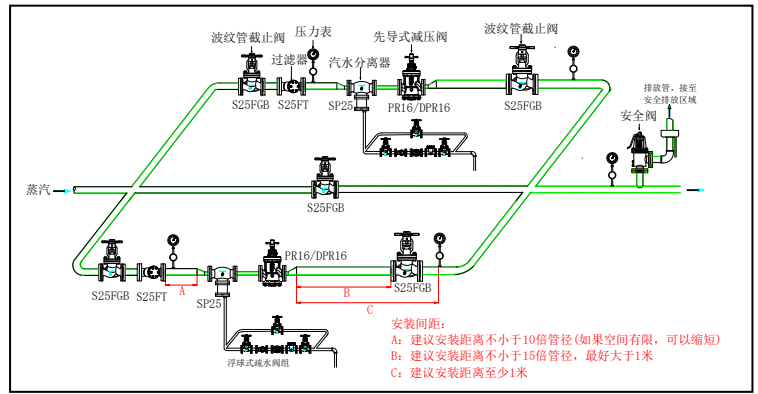 波纹管截止阀
压力表
先导式减压阀
波纹管截止阀
过滤器
汽水分离器
排放管，接至
安全排放区域
安全阀
S25FGB
S25FT
SP25
PR16/DPR16
S25FGB
蒸汽
S25FGB
PR16/DPR16
S25FGB
S25FT
A
SP25
B
S25FGB
C
浮球式疏水阀组
安装间距：
A：建议安装距离不小于10倍管径(如果空间有限，可以缩短)
B：建议安装距离不小于15倍管径，最好大于1米
C：建议安装距离至少1米